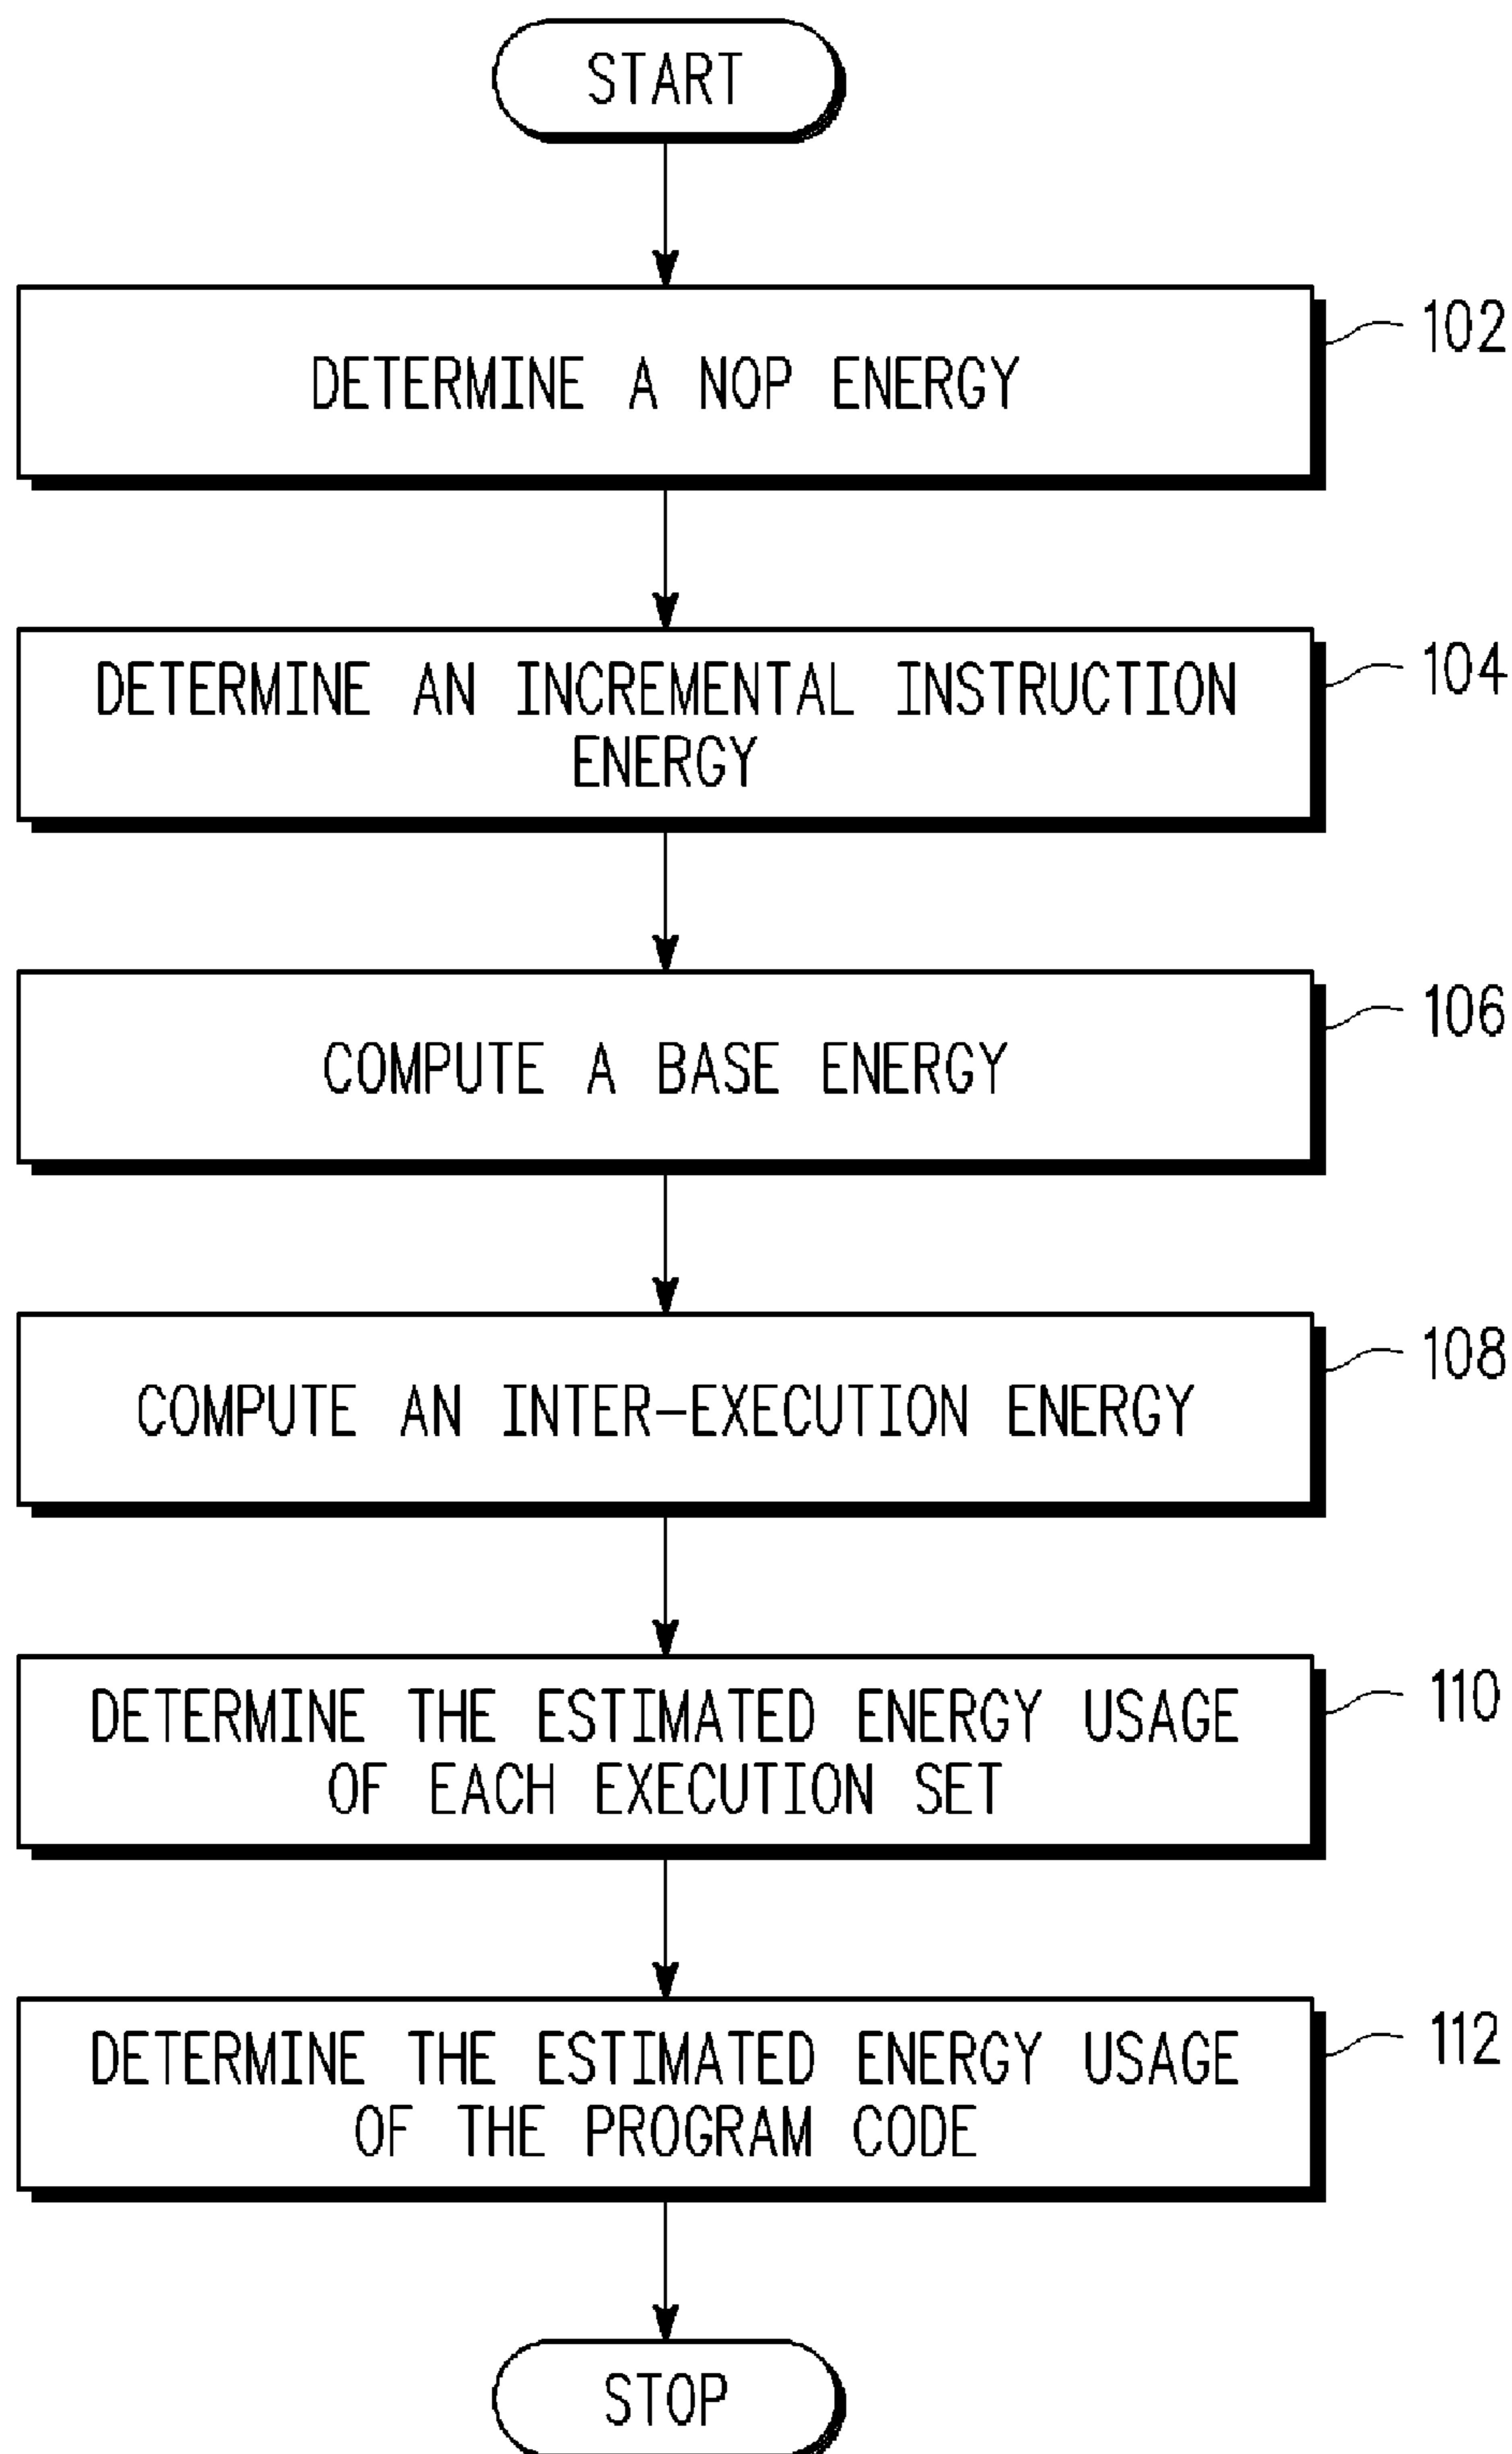 START
DETERMINE A NOP ENERGY
102
DETERMINE AN INCREMENTAL INSTRUCTION
ENERGY
104
COMPUTE A BASE ENERGY
106
COMPUTE AN INTER-EXECUTION ENERGY
108
DETERMINE THE ESTIMATED ENERGY USAGE
OF EACH EXECUTION SET
110
DETERMINE THE ESTIMATED ENERGY USAGE
OF THE PROGRAM CODE
112
STOP